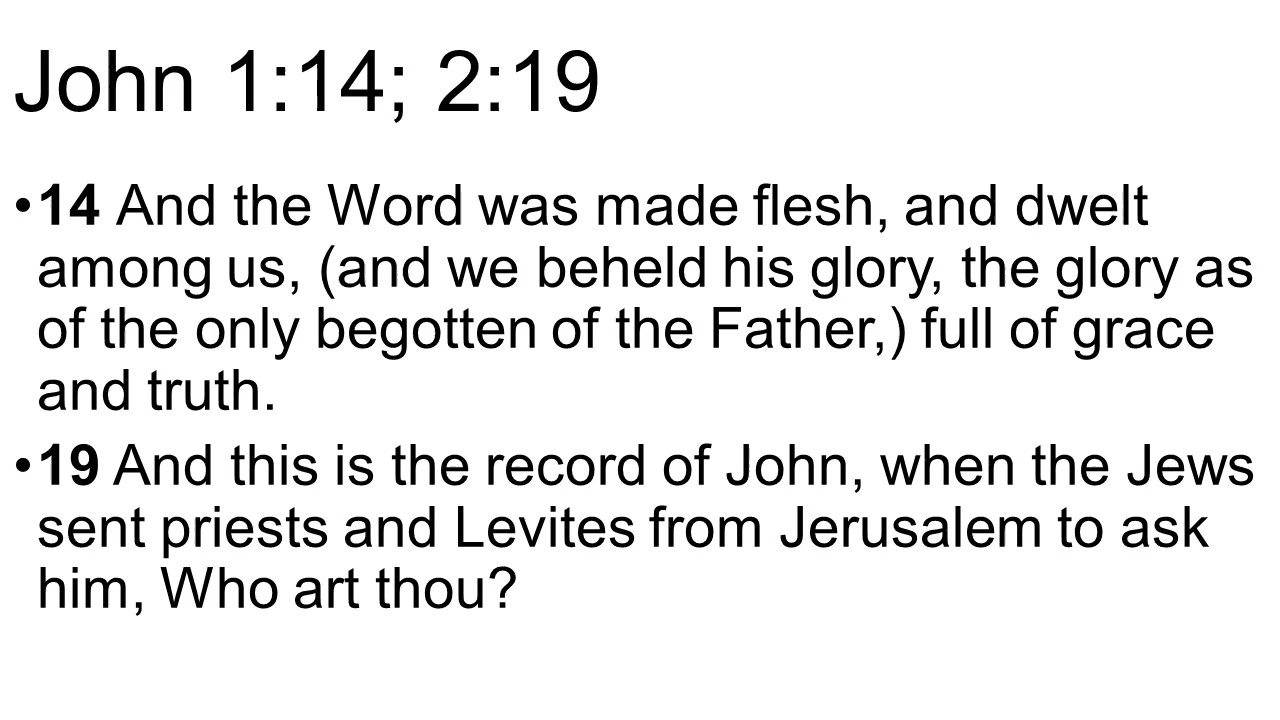 John 1:14; 2:19
•14 And the Word was made flesh, and dwelt
among us, (and we beheld his glory, the glory as
of the only begotten of the Father,) full of grace
and truth.
•19 And this is the record of John, when the Jews
sent priests and Levites from Jerusalem to ask
him, Who art thou?